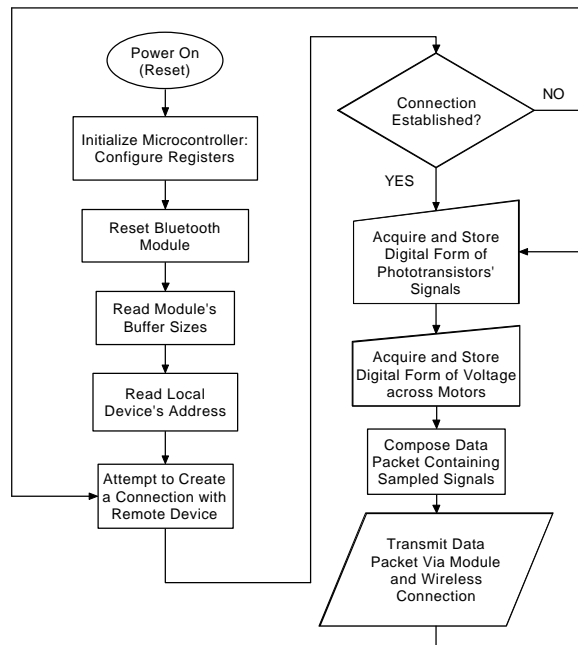 Power On
(Reset)
Initialize Microcontroller:
Configure Registers
Reset Bluetooth
Module
Read Module's
Buffer Sizes
Read Local
Device's Address
Attempt to Create
a Connection with
Remote Device
Connection
Established?
NO
YES
Acquire and Store
Digital Form of
Phototransistors'
Signals
Acquire and Store
Digital Form of Voltage
across Motors
Compose Data
Packet Containing
Sampled Signals
Transmit Data
Packet Via Module
and Wireless
Connection